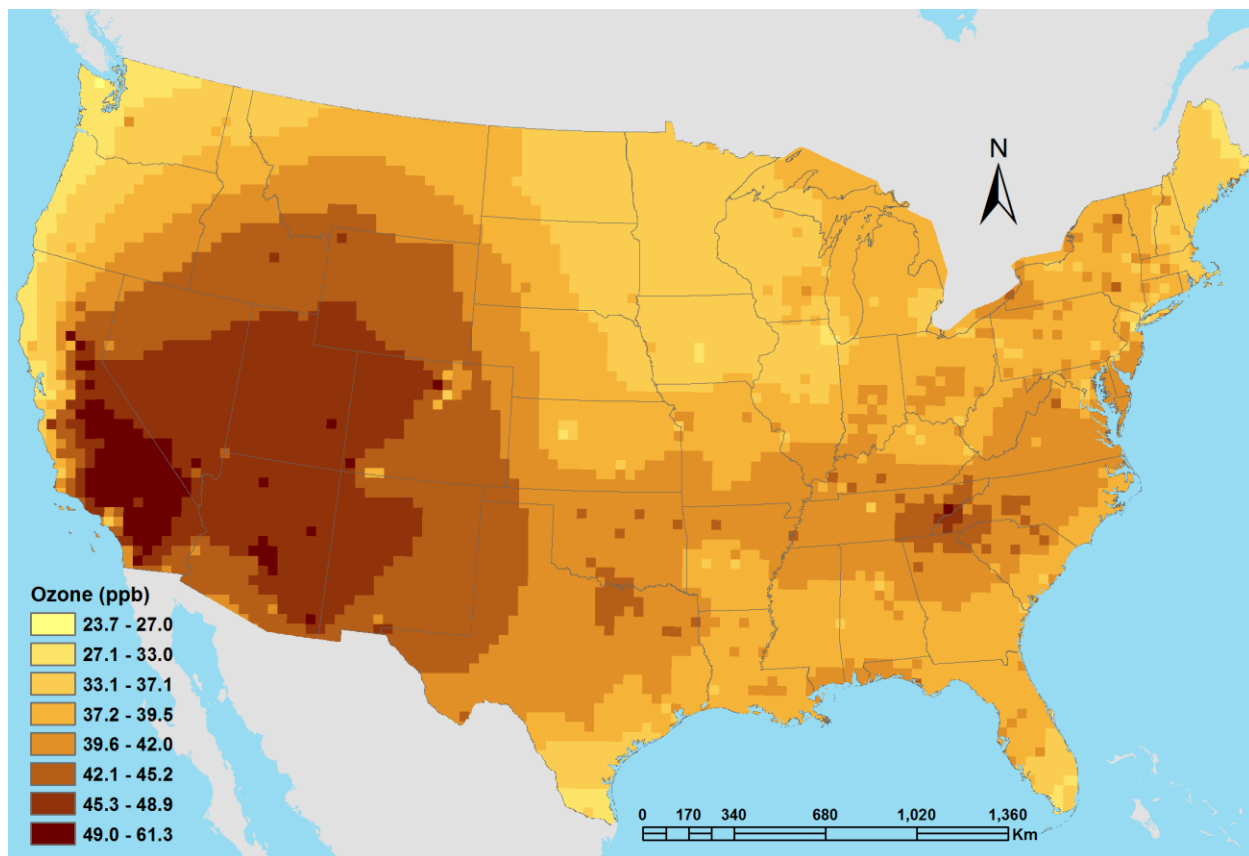 N
Ozone (ppb)
23.7 - 27.0
27.1 - 33.0
33.1 - 37.1
37.2 - 39.5
39.6 - 42.0
42.1 - 45.2
45.3 - 48.9
49.0 - 61.3
0 170 340 680 1,020 1,360
Km